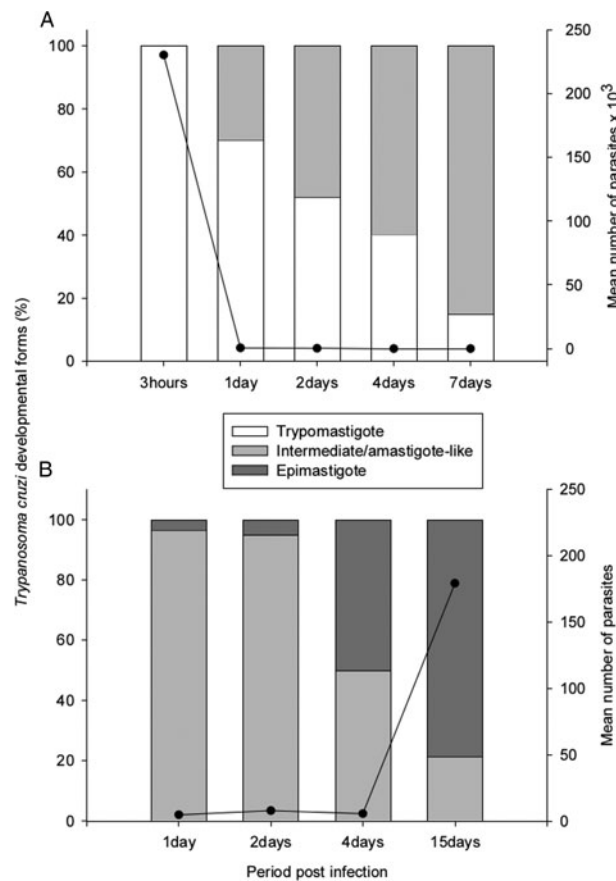 A
100
80
60
40
20
0
250
200
150
100
50
0
Mean number of parasites x 10³
3hours 1day 2days 4days 7days
Trypanosoma cruzi developmental forms (%)
Trypomastigote
Intermediate/amastigote-like
Epimastigote
B
100
80
60
40
20
0
250
200
150
100
50
0
Mean number of parasites
1day 2days 4days 15days
Period post infection